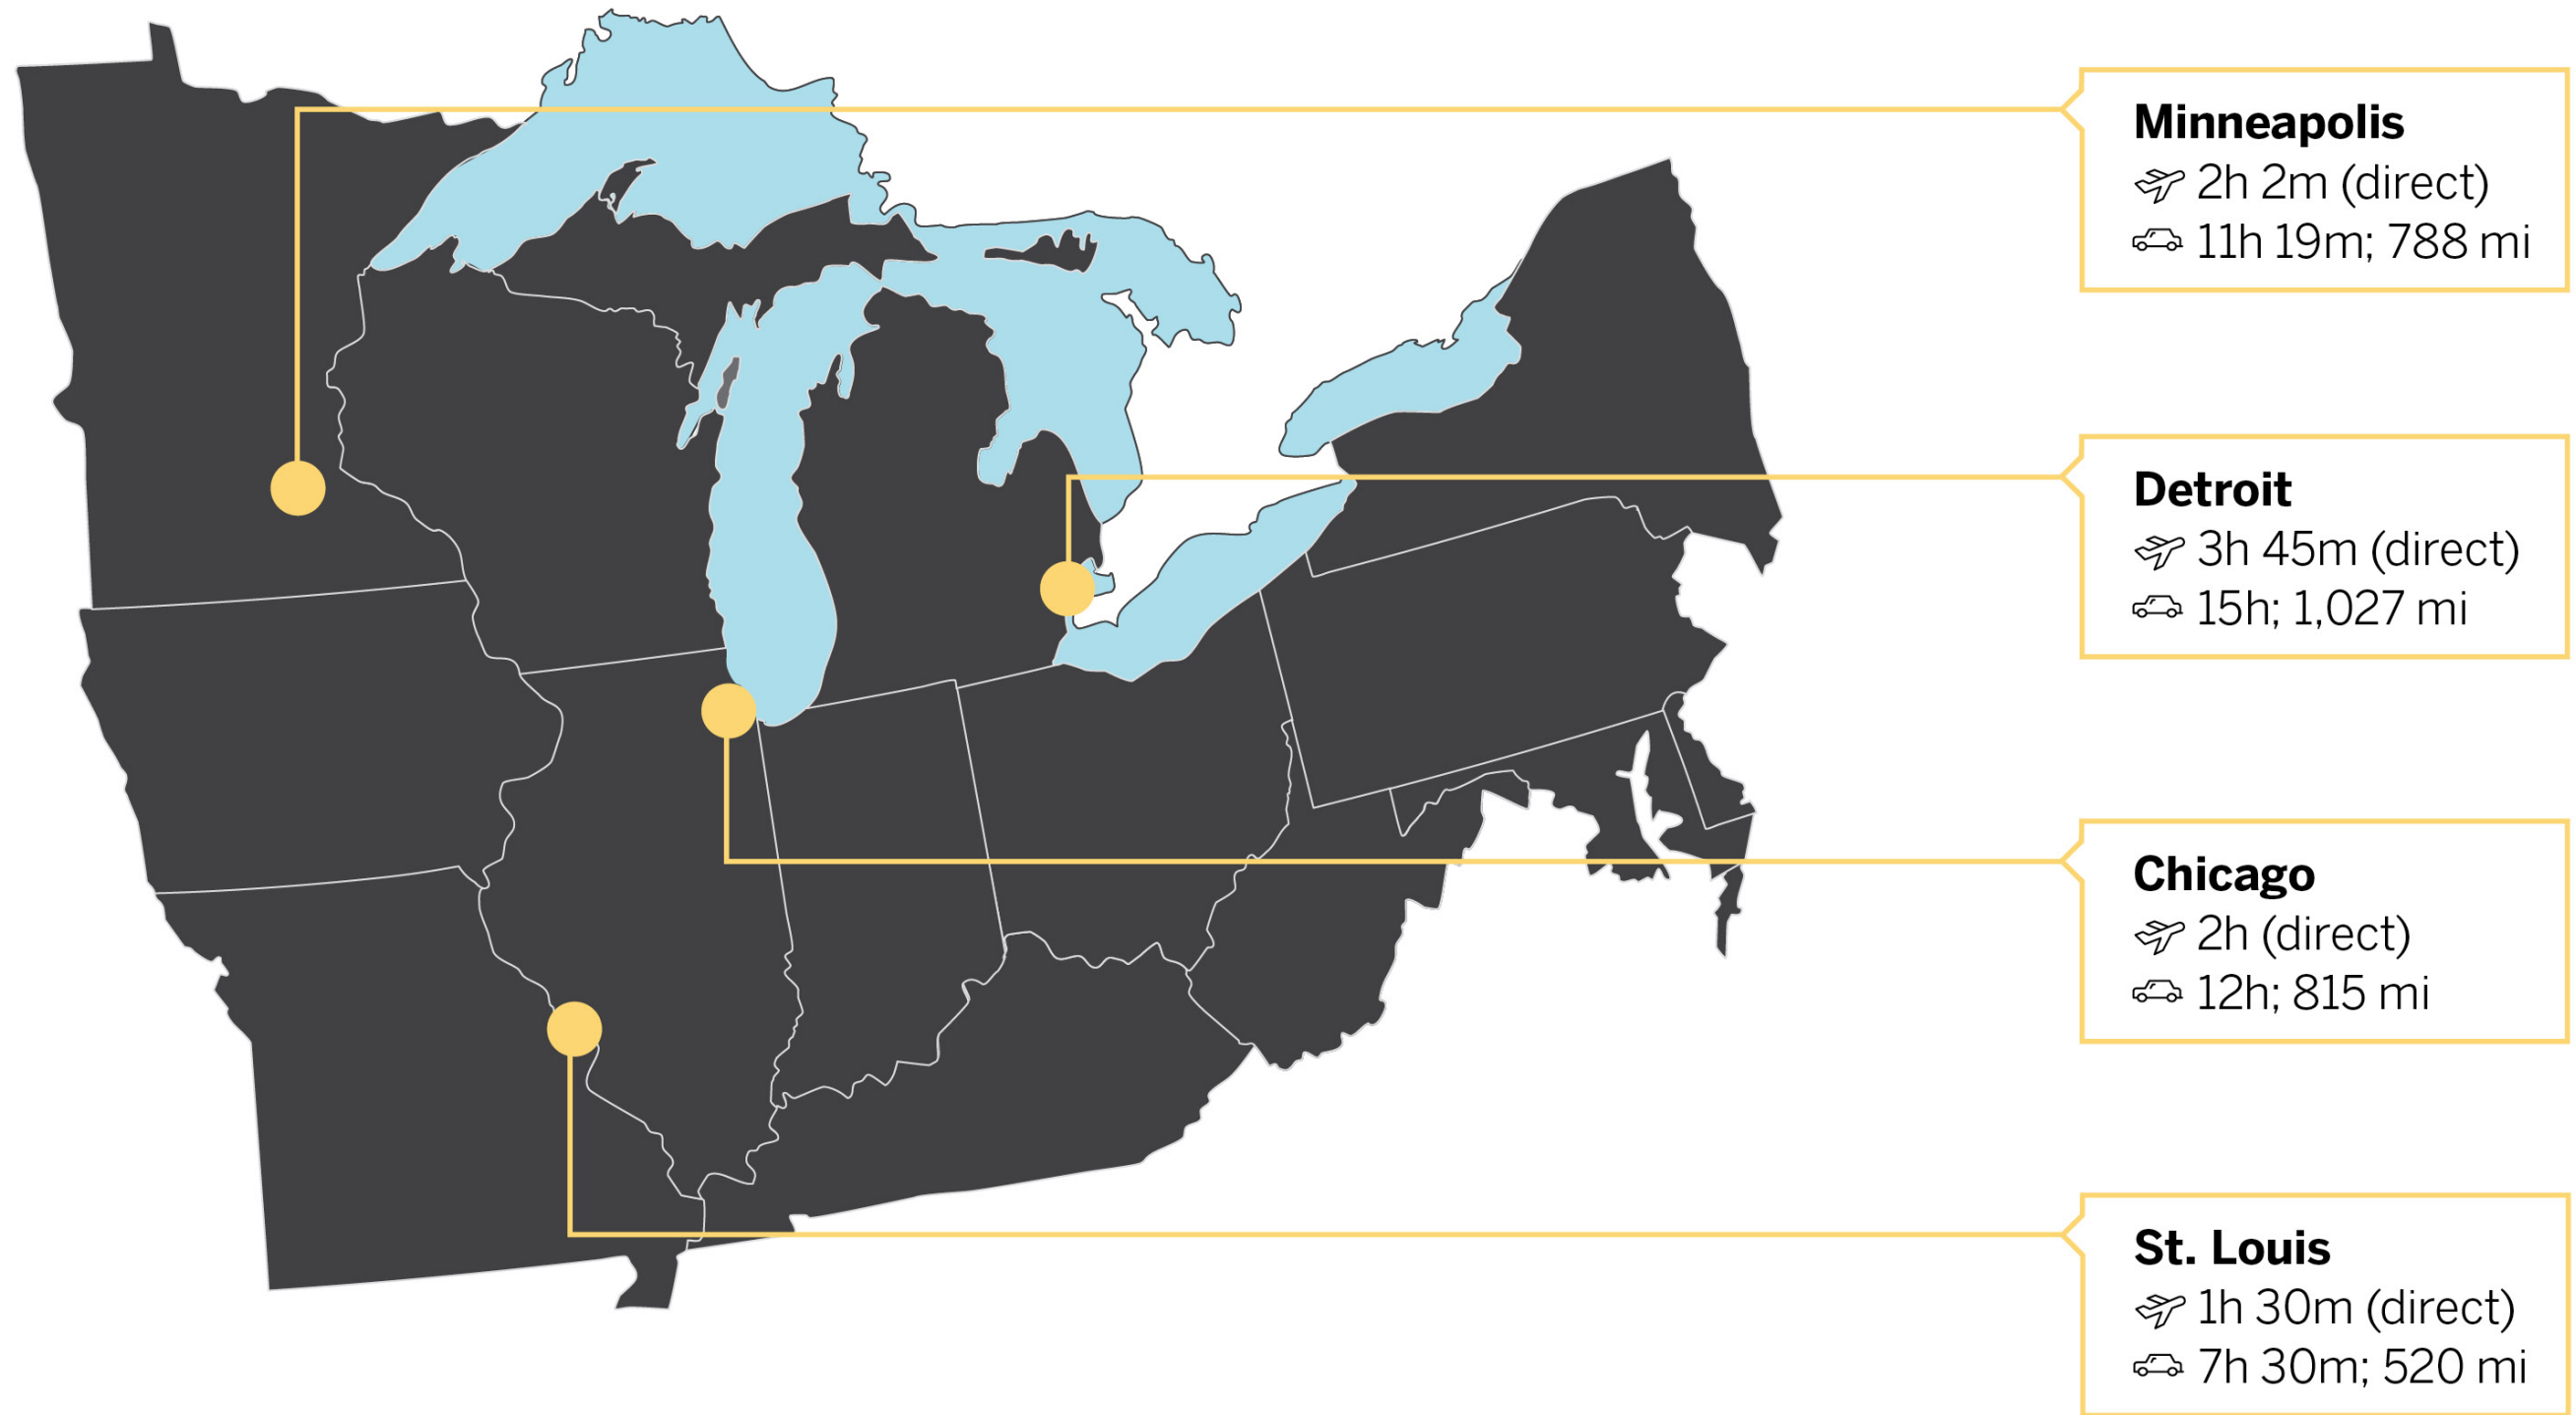 Minneapolis
2h 2m (direct)
11h 19m; 788 mi
Detroit
3h 45m (direct)
15h; 1,027 mi
Chicago
2h (direct)
12h; 815 mi
St. Louis
1h 30m (direct)
7h 30m; 520 mi